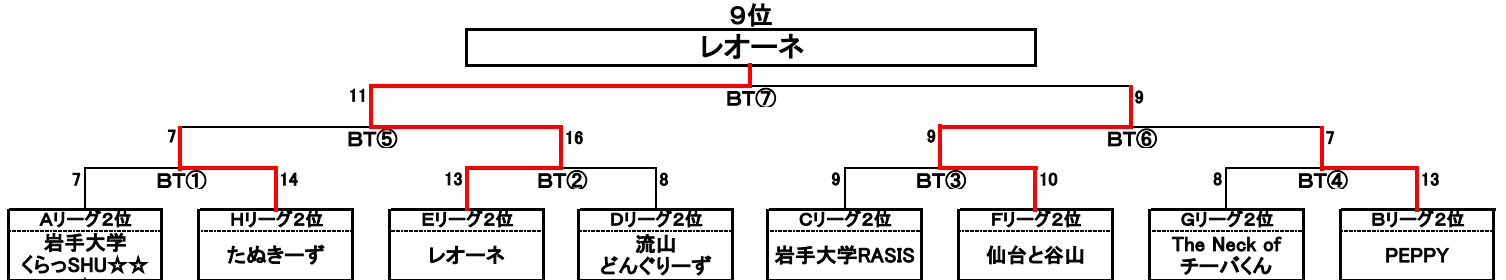 9位
レオーネ
11 BT⑦ 9
7 BT⑤ 16 9 BT⑥ 7
7 BT① 14 13 BT② 8 9 BT③ 10 8 BT④ 13
Aリーグ2位 Hリーグ2位 Eリーグ2位 Dリーグ2位 Cリーグ2位 Fリーグ2位 Gリーグ2位 Bリーグ2位
岩手大学
くらっSHU☆☆
たぬきーず
レオーネ
流山
どんぐりーず
岩手大学RASIS
仙台と谷山
The Neck of
チーバくん
PEPPY